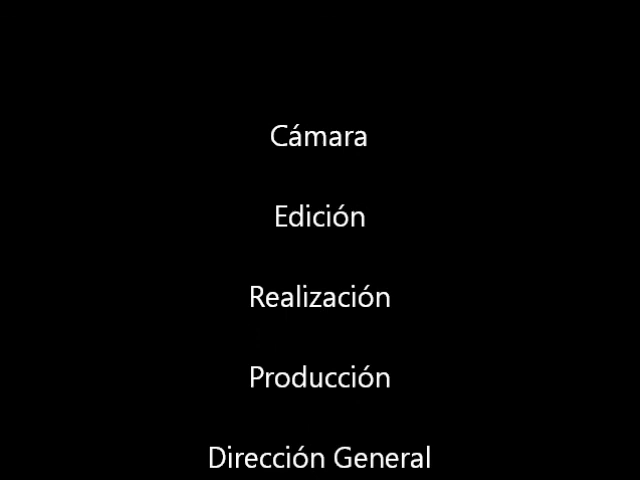 Cámara
Edición
Realización
Producción
Dirección General